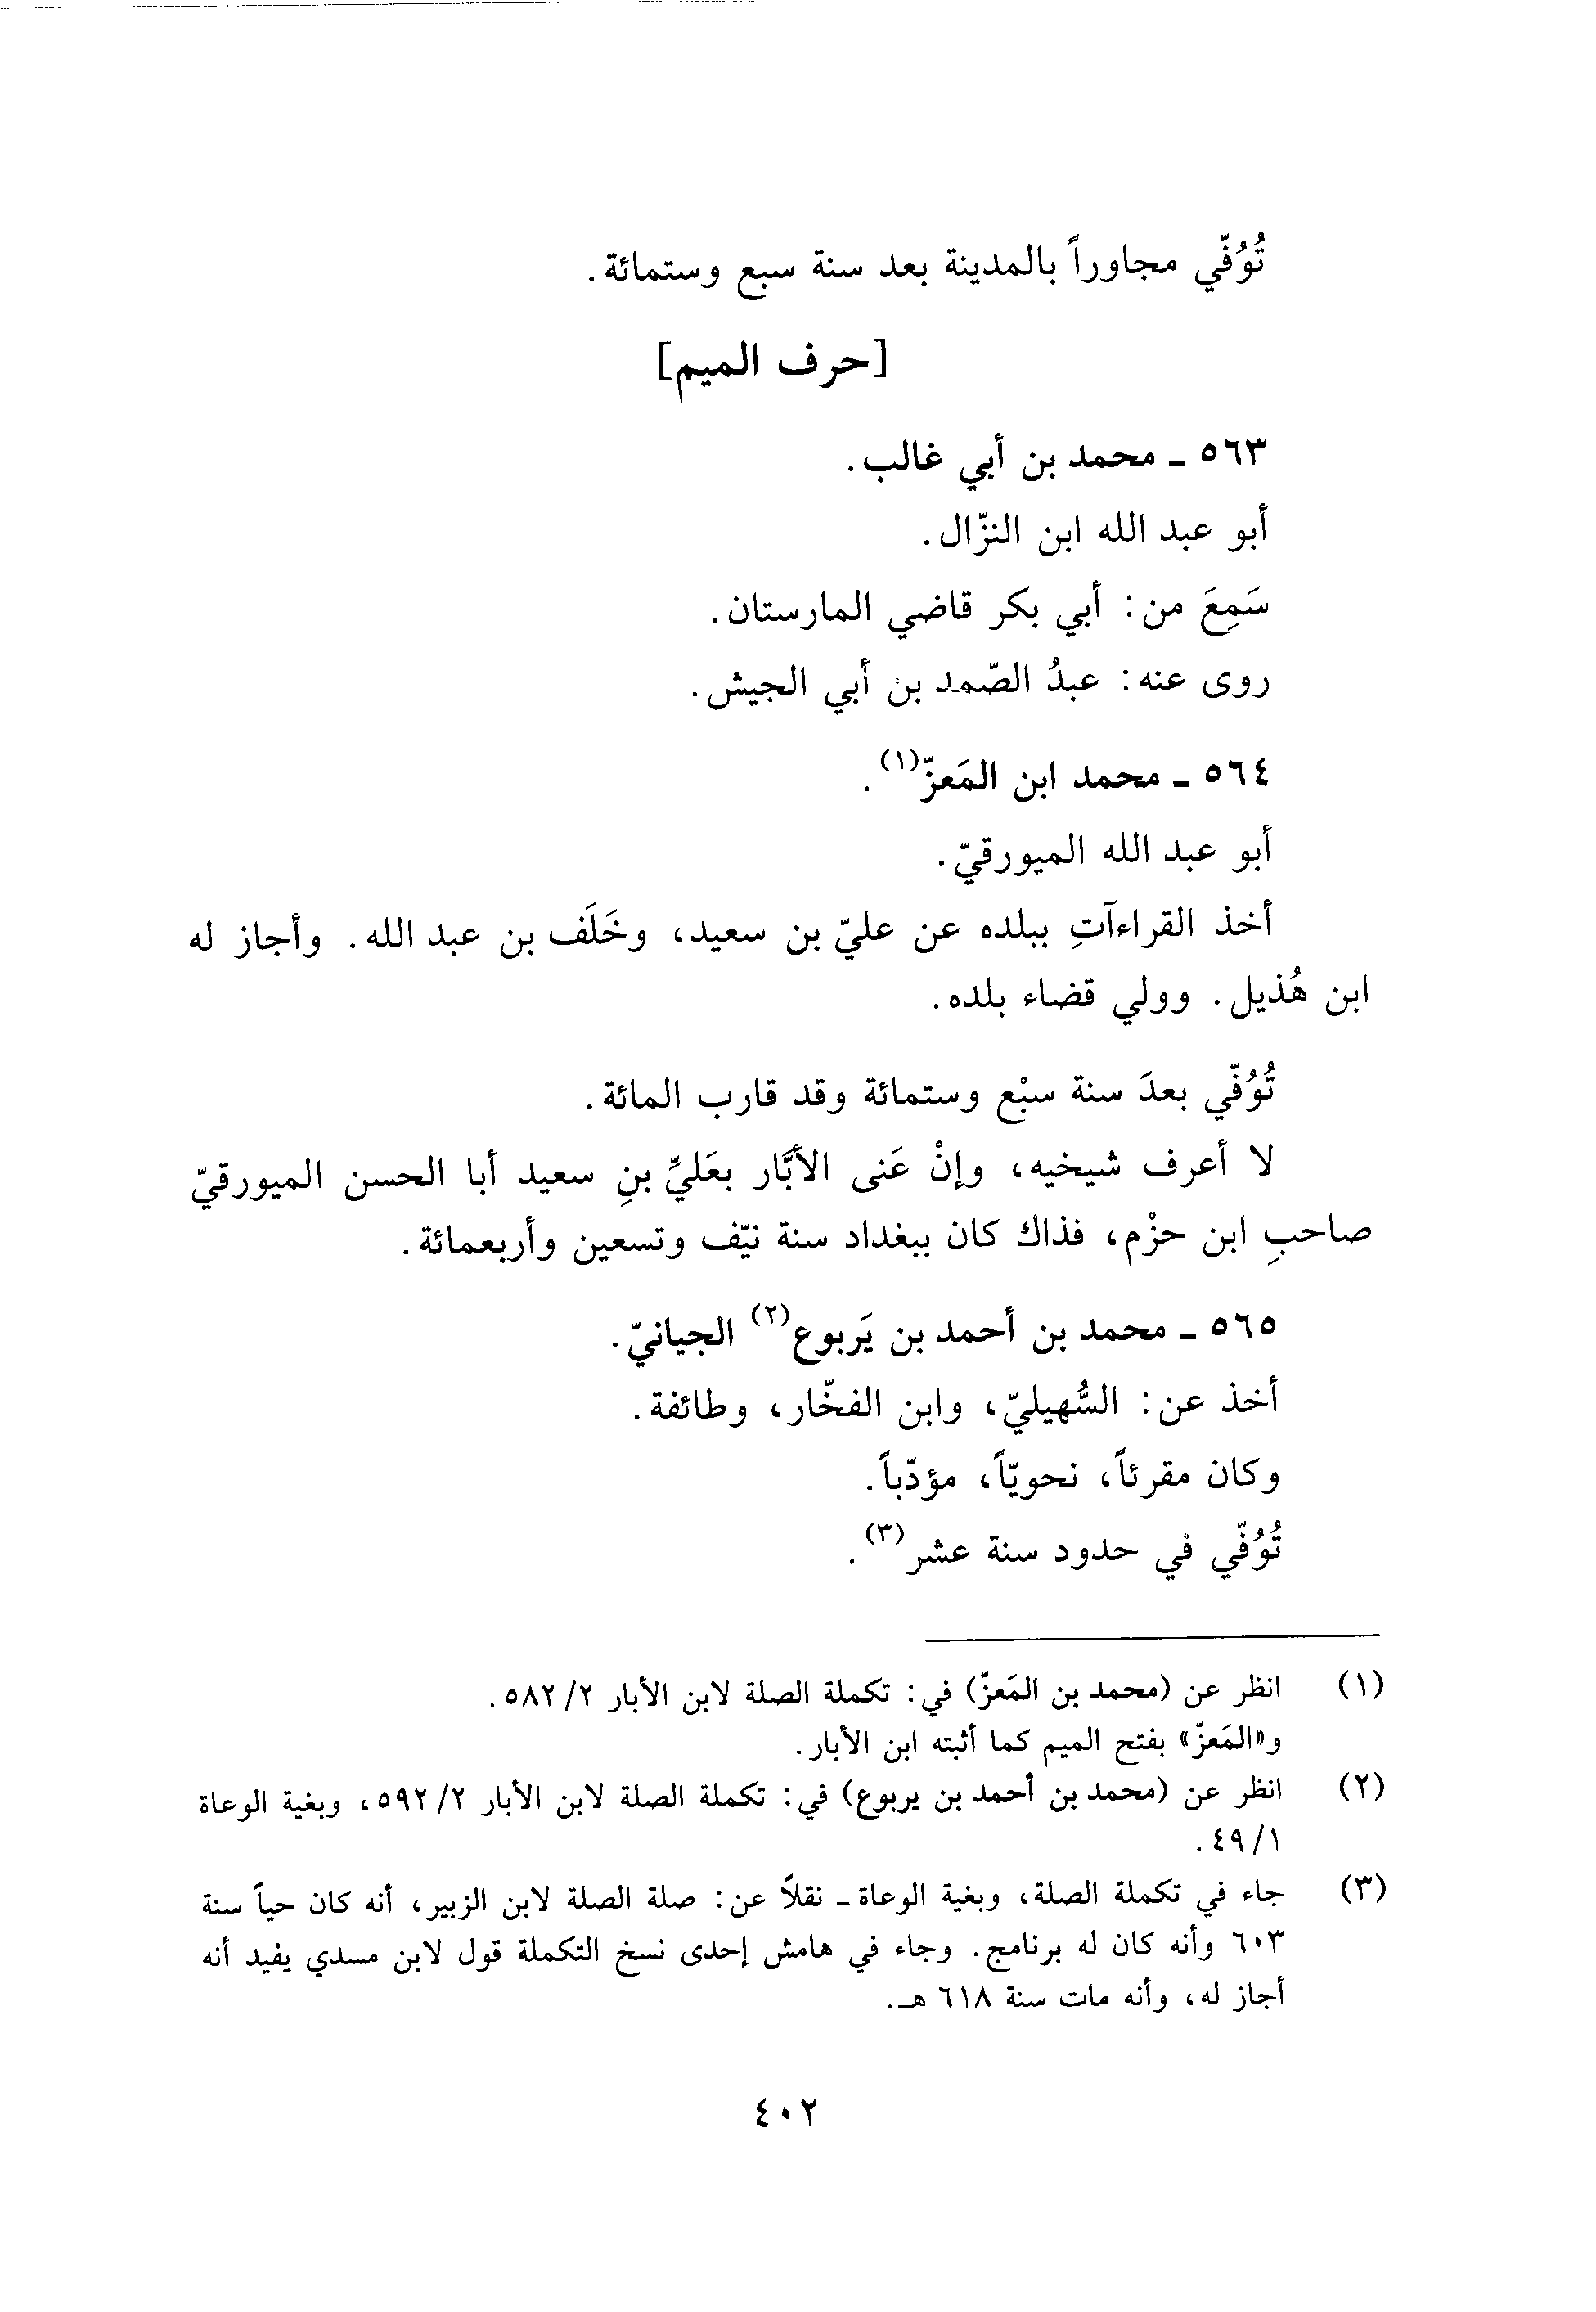 تُوُفّي مجاوراً بالمدينة بعد سنة سبع وستمائة.
[حرف الميم]
٥٦٣ ـ محمد بن أبي غالب.
أبو عبد الله ابن النزّال.
سَمِعَ من: أبي بكر قاضي المارستان.
روى عنه: عبدُ الصّمد بن أبي الجيش.
٥٦٤ ـ محمد ابن المَعزّ(١).
أبو عبد الله الميورقيّ.
أخذ القراءآتِ ببلده عن عليّ بن سعيد، وخَلَف بن عبد الله. وأجاز له
ابن هُذيل. وولي قضاء بلده.
تُوُفّي بعدَ سنة سبْع وستمائة وقد قارب المائة.
لا أعرف شيخيه، وإنْ عَنى الأبَّار بعَليِّ بنِ سعيد أبا الحسن الميورقيّ
صاحبِ ابن حزْم، فذاك كان ببغداد سنة نيّف وتسعين وأربعمائة.
٥٦٥ ـ محمد بن أحمد بن يَربوع(٢) الجيانيّ.
أخذ عن: السُّهيليّ، وابن الفخّار، وطائفة.
وكان مقرئاً، نحويّاً، مؤدّباً.
تُوُفّي في حدود سنة عشر(٣).
(١) انظر عن (محمد بن المَعزّ) في: تكملة الصلة لابن الأبار ٢/ ٥٨٢.
و«المَعزّ» بفتح الميم كما أثبته ابن الأبار.
(٢) انظر عن (محمد بن أحمد بن يربوع) في: تكملة الصلة لابن الأبار ٢/ ٥٩٢، وبغية الوعاة
١/ ٤٩.
(٣) جاء في تكملة الصلة، وبغية الوعاة ـ نقلاً عن: صلة الصلة لابن الزبير، أنه كان حياً سنة
٦٠٣ وأنه كان له برنامج. وجاء في هامش إحدى نسخ التكملة قول لابن مسدي يفيد أنه
أجاز له، وأنه مات سنة ٦١٨ هـ.
٤٠٢